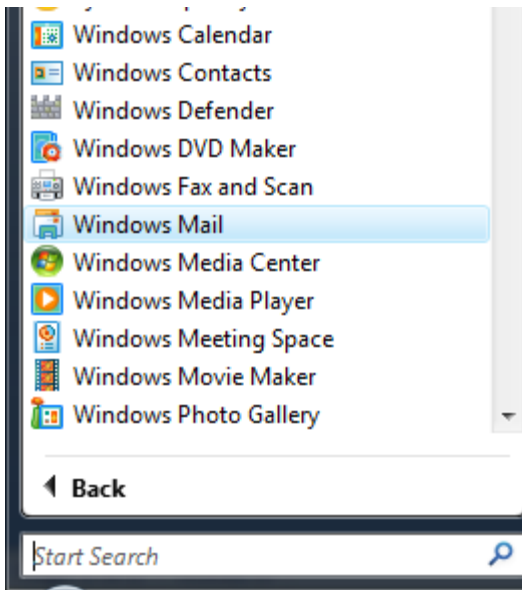 Windows Calendar
Windows Contacts
Windows Defender
Windows DVD Maker
Windows Fax and Scan
Windows Mail
Windows Media Center
Windows Media Player
Windows Meeting Space
Windows Movie Maker
Windows Photo Gallery
Back
Start Search